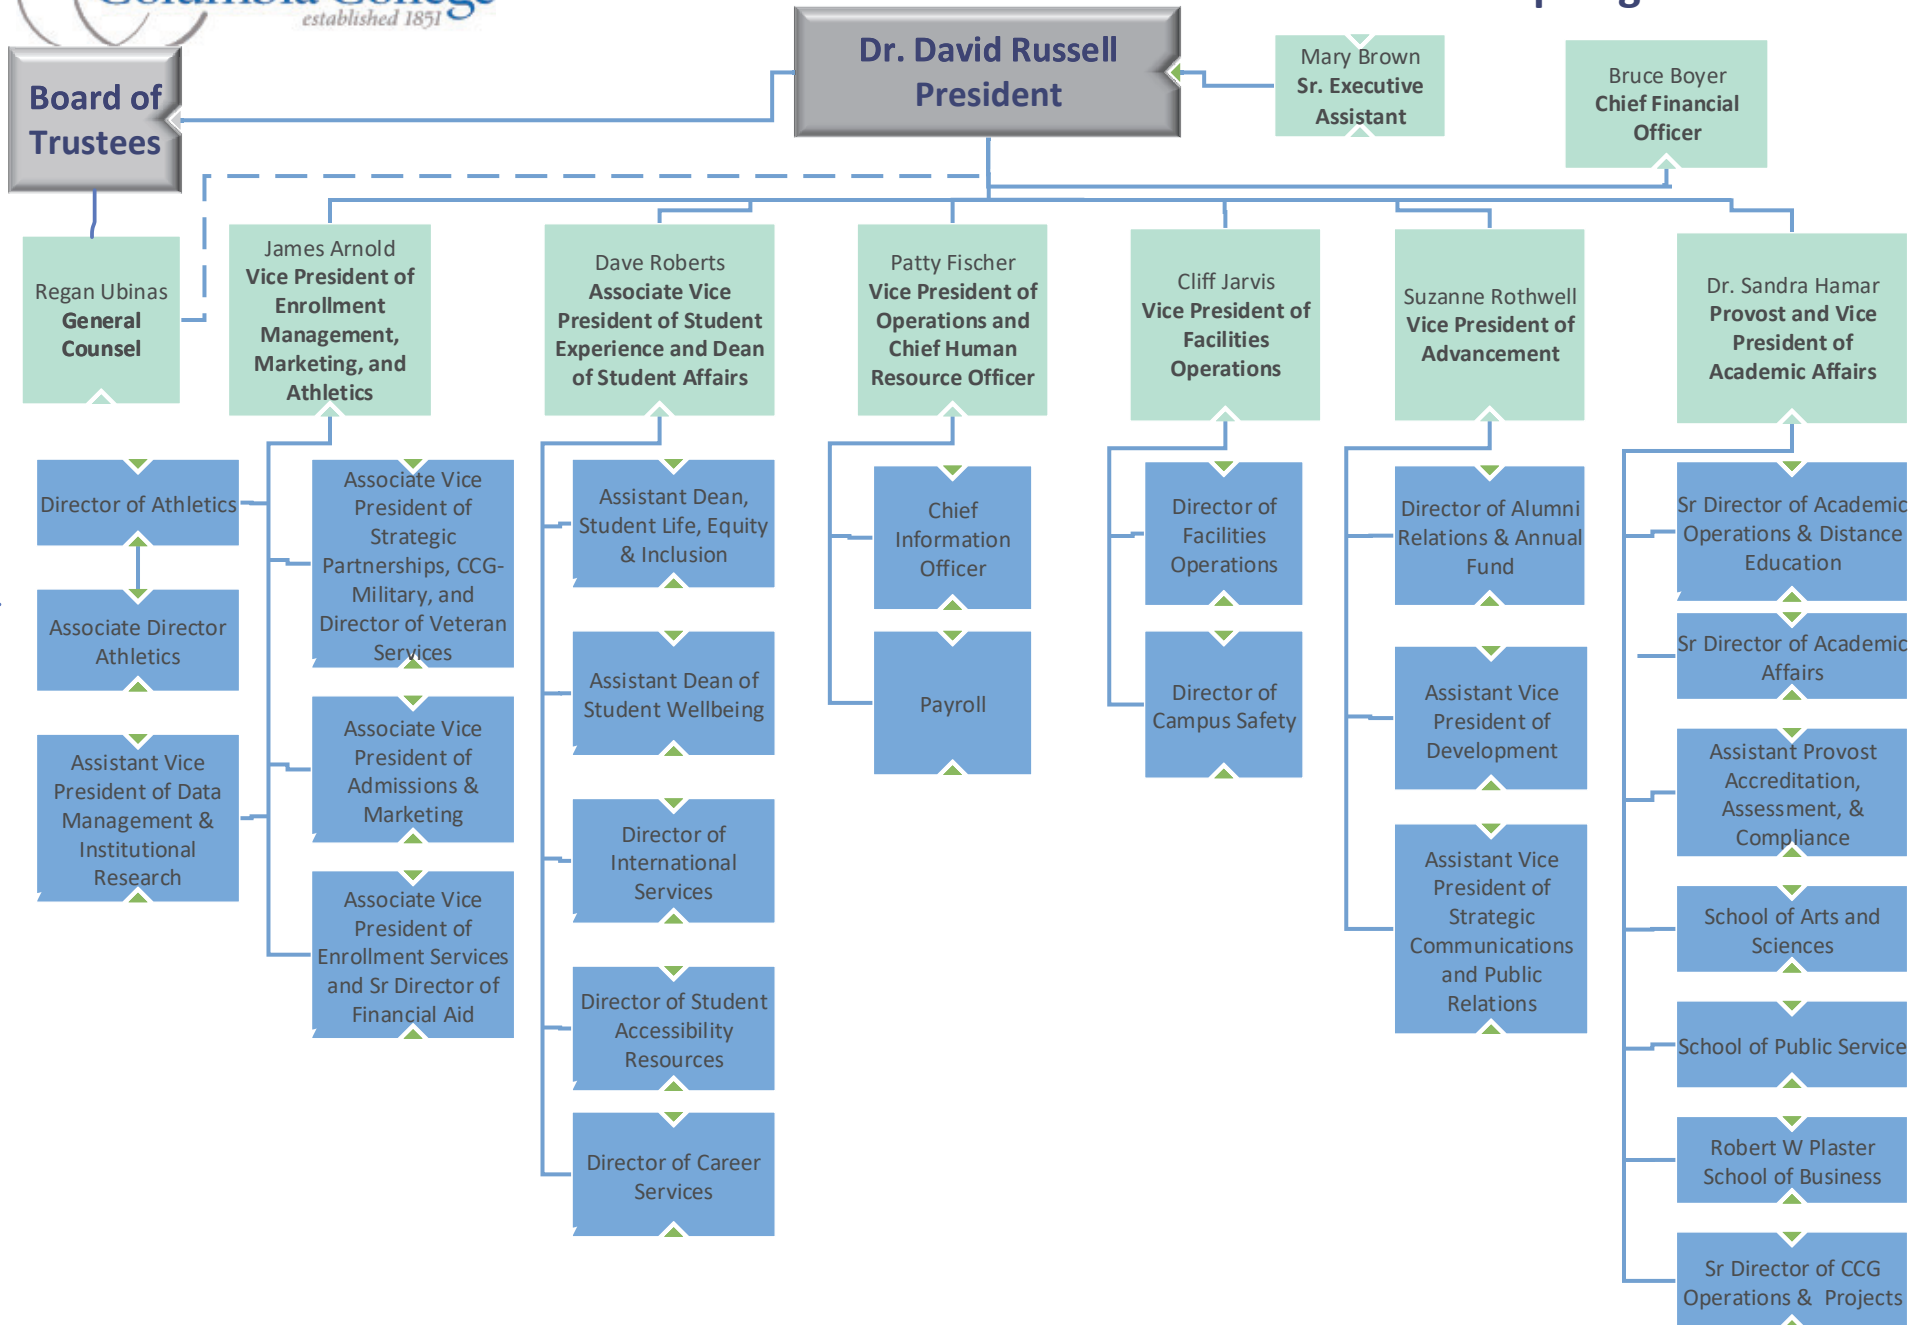 Columbia College
established 1851
Dr. David Russell
President
Mary Brown
Sr. Executive
Assistant
Bruce Boyer
Chief Financial
Officer
Board of
Trustees
Regan Ubinas
General
Counsel
James Arnold
Vice President of
Enrollment
Management,
Marketing, and
Athletics
Dave Roberts
Associate Vice
President of Student
Experience and Dean
of Student Affairs
Patty Fischer
Vice President of
Operations and
Chief Human
Resource Officer
Cliff Jarvis
Vice President of
Facilities
Operations
Suzanne Rothwell
Vice President of
Advancement
Dr. Sandra Hamar
Provost and Vice
President of
Academic Affairs
Director of Athletics
Associate Director
Athletics
Assistant Vice
President of Data
Management &
Institutional
Research
Associate Vice
President of
Strategic
Partnerships, CCG-
Military, and
Director of Veteran
Services
Associate Vice
President of
Admissions &
Marketing
Associate Vice
President of
Enrollment Services
and Sr Director of
Financial Aid
Assistant Dean,
Student Life, Equity
& Inclusion
Assistant Dean of
Student Wellbeing
Director of
International
Services
Director of Student
Accessibility
Resources
Director of Career
Services
Chief
Information
Officer
Payroll
Director of
Facilities
Operations
Director of
Campus Safety
Director of Alumni
Relations & Annual
Fund
Assistant Vice
President of
Development
Assistant Vice
President of
Strategic
Communications
and Public
Relations
Sr Director of Academic
Operations & Distance
Education
Sr Director of Academic
Affairs
Assistant Provost
Accreditation,
Assessment, &
Compliance
School of Arts and
Sciences
School of Public Service
Robert W Plaster
School of Business
Sr Director of CCG
Operations & Projects